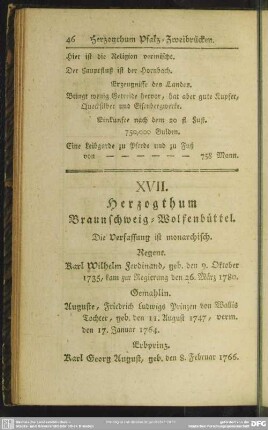 46 Herzogthum Pfalz-Zweibrücken.
Hier ist die Religion vermischt.
Der Hauptfluß ist der Hornbach.
Erzeugnisse des Landes.
Bringt wenig Getreide hervor, hat aber gute Kupfer,
Quecksilber und Eisenbergwerke.
Einkünfte nach dem 20 fl. Fuß.
750,000 Gulden.
Eine Leibgarde zu Pferde und zu Fuß
von — — — — — 758 Mann.
XVII.
Herzogthum
Braunschweig-Wolfenbüttel.
Die Verfassung ist monarchisch.
Regent.
Karl Wilhelm Ferdinand, geb. den 9. Oktober
1735, kam zur Regierung den 26. März 1780.
Gemahlin.
Auguste, Friedrich Ludwigs Prinzen von Wallis
Tochter, geb. den 11. August 1747, verm.
den 17. Januar 1764.
Erbprinz.
Karl Georg August, geb. den 8. Februar 1766.